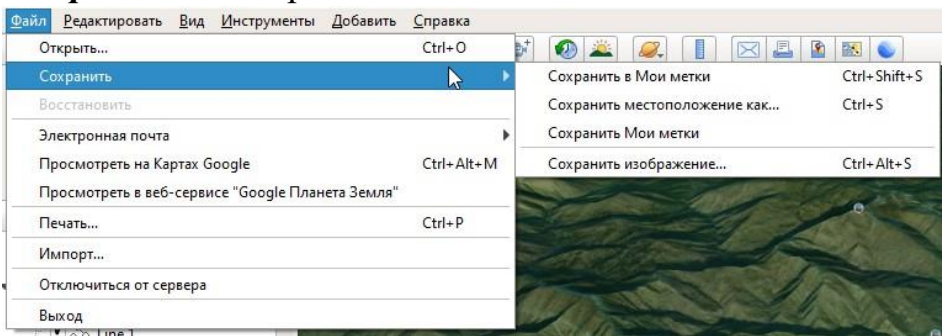 Файл Редактировать Вид Инструменты Добавить Справка
Открыть... Ctrl+O
Сохранить
Восстановить
Электронная почта
Просмотреть на Картах Google Ctrl+Alt+M
Просмотреть в веб-сервисе "Google Планета Земля"
Печать... Ctrl+P
Импорт...
Отключиться от сервера
Выход
Сохранить в Мои метки Ctrl+Shift+S
Сохранить местоположение как... Ctrl+S
Сохранить Мои метки
Сохранить изображение... Ctrl+Alt+S
Line 1